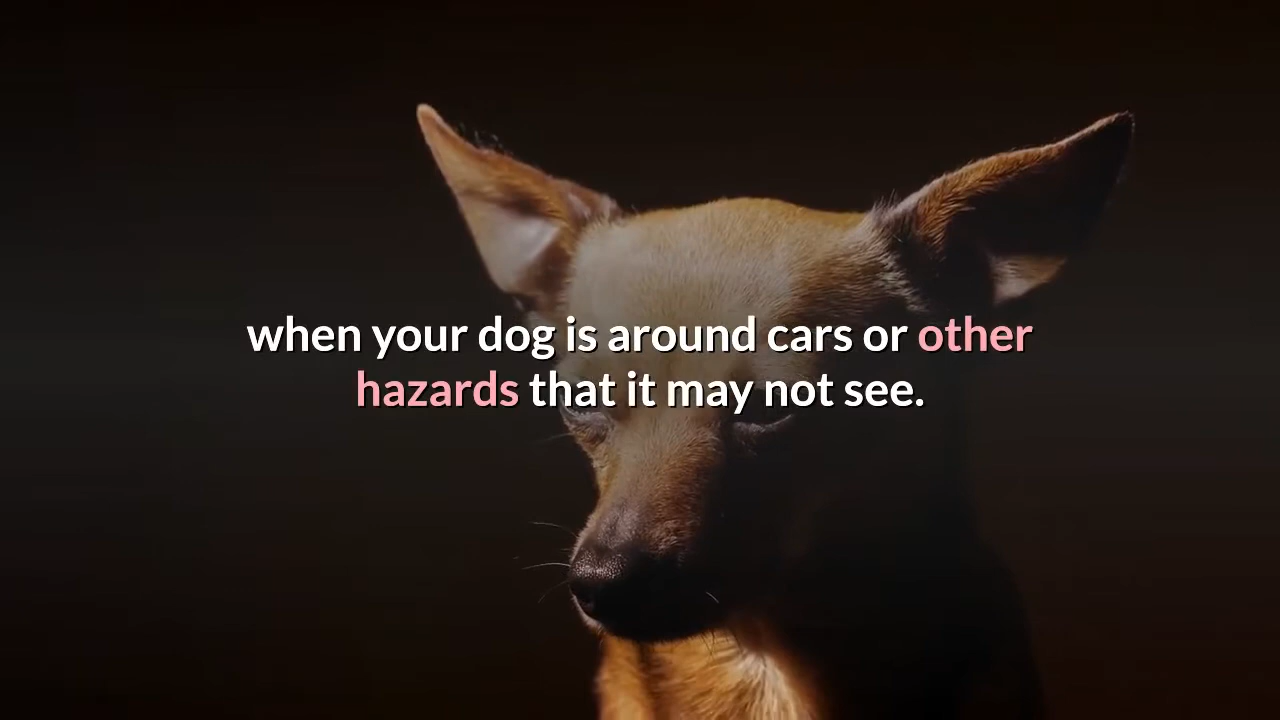 when your dog is around cars or other
hazards that it may not see.